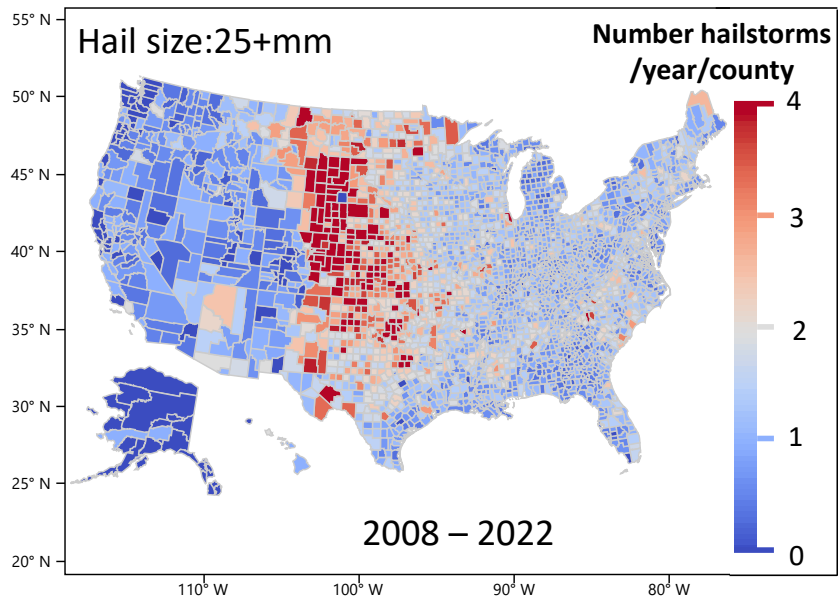 55° N
50° N
45° N
40° N
35° N
30° N
25° N
20° N
Hail size:25+mm
Number hailstorms
/year/county
4
3
2
1
0
2008 – 2022
110° W
100° W
90° W
80° W